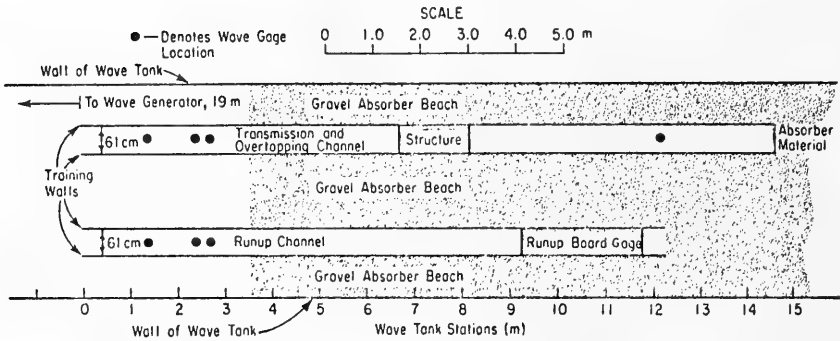 SCALE
●—Denotes Wave Gage Location
0 1.0 2.0 3.0 4.0 5.0 m
Wall of Wave Tank
To Wave Generator, 19 m
Gravel Absorber Beach
61 cm
Transmission and Overtopping Channel
Structure
Absorber Material
Training Walls
Gravel Absorber Beach
61 cm
Runup Channel
Runup Board Gage
Gravel Absorber Beach
0 1 2 3 4 5 6 7 8 9 10 11 12 13 14 15
Wall of Wave Tank
Wave Tank Stations (m)